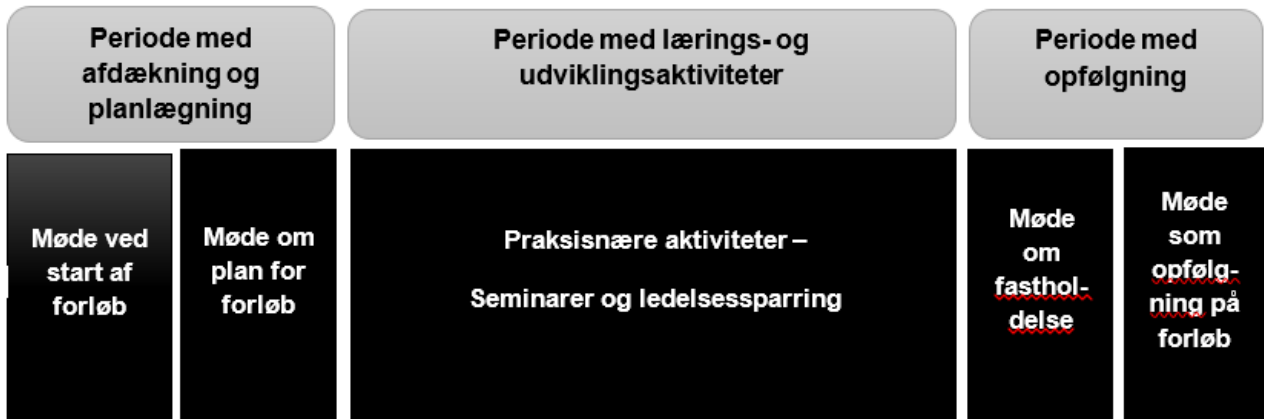 Periode med
afdækning og
planlægning
Periode med lærings- og
udviklingsaktiviteter
Periode med
opfølgning
Møde ved
start af
forløb
Møde om
plan for
forløb
Praksisnære aktiviteter –
Seminarer og ledelsessparring
Møde
om
fasthol-
delse
Møde
som
opfølg-
ning på
forløb